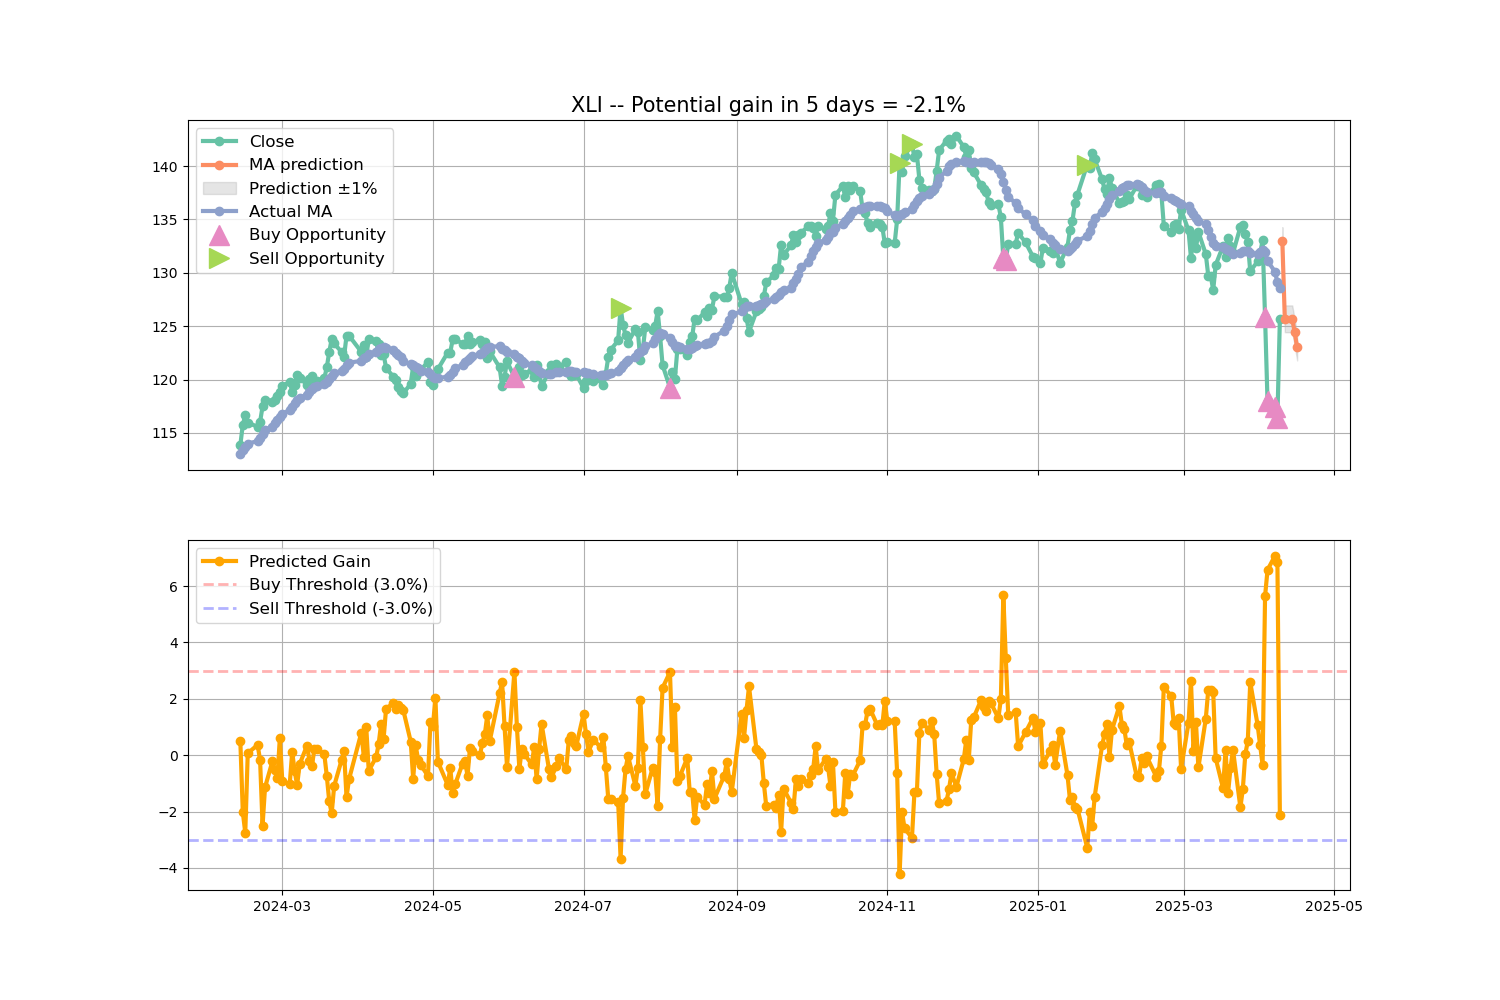 XLI -- Potential gain in 5 days = -2.1%
Close
MA prediction
Prediction ±1%
Actual MA
Buy Opportunity
Sell Opportunity
140
135
130
125
120
115
Predicted Gain
Buy Threshold (3.0%)
Sell Threshold (-3.0%)
6
4
2
0
−2
−4
2024-03 2024-05 2024-07 2024-09 2024-11 2025-01 2025-03 2025-05